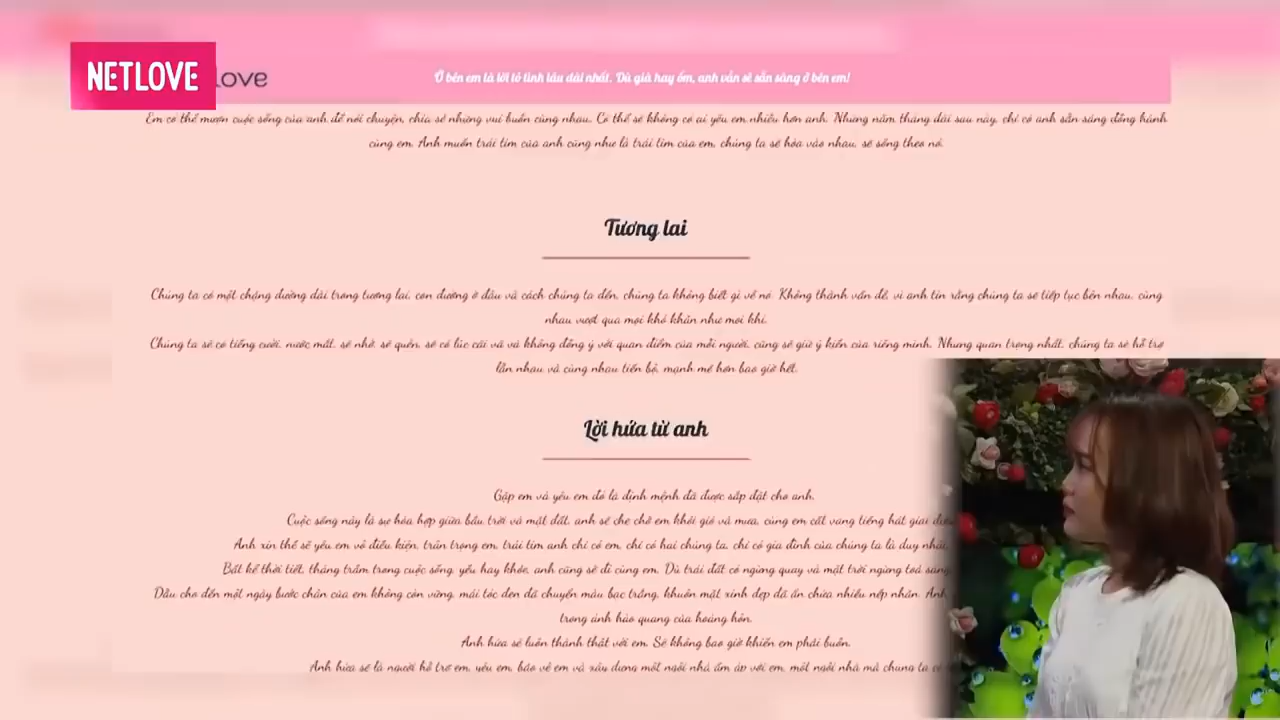 NETLOVE
Love
Ở bên em là lời tỏ tình lâu dài nhất. Dù già hay ốm, anh vẫn sẽ sẵn sàng ở bên em!
Em có thể mượn cuộc sống của anh để nói chuyện, chia sẻ những vui buồn cùng nhau. Có thể sẽ không có ai yêu em nhiều hơn anh. Nhưng năm tháng dài sau này, chỉ có anh sẵn sàng đồng hành
cùng em. Anh muốn trái tim của anh cũng như là trái tim của em, chúng ta sẽ hòa vào nhau, sẽ sống theo nó.
Tương lai
Chúng ta có một chặng đường dài trong tương lai, con đường ở đâu và cách chúng ta đến, chúng ta không biết gì về nó. Không thành vấn đề, vì anh tin rằng chúng ta sẽ tiếp tục bên nhau, cùng
nhau vượt qua mọi khó khăn như mọi khi.
Chúng ta sẽ có tiếng cười, nước mắt, sẽ nhớ, sẽ quên, sẽ có lúc cãi vã và không đồng ý với quan điểm của mỗi người, cũng sẽ giữ ý kiến của riêng mình. Nhưng quan trọng nhất, chúng ta sẽ hỗ trợ
lẫn nhau và cùng nhau tiến bộ, mạnh mẽ hơn bao giờ hết.
Lời hứa từ anh
Gặp em và yêu em đó là định mệnh đã được sắp đặt cho anh.
Cuộc sống này là sự hòa hợp giữa bầu trời và mặt đất, anh sẽ che chở em khỏi gió và mưa, cùng em cất vang tiếng hát giai điệu
Anh xin thề sẽ yêu em vô điều kiện, trân trọng em, trái tim anh chỉ có em, chỉ có hai chúng ta, chỉ có gia đình của chúng ta là duy nhất.
Bất kể thời tiết, thăng trầm trong cuộc sống, yếu hay khỏe, anh cũng sẽ đi cùng em. Dù trái đất có ngừng quay và mặt trời ngừng toả sáng
Dẫu cho đến một ngày bước chân của em không còn vững, mái tóc đen đã chuyển màu bạc trắng, khuôn mặt xinh đẹp đã ẩn chứa nhiều nếp nhăn. Anh
trong ánh hào quang của hoàng hôn.
Anh hứa sẽ luôn thành thật với em. Sẽ không bao giờ khiến em phải buồn.
Anh hứa sẽ là người hỗ trợ em, yêu em, bảo vệ em và xây dựng một ngôi nhà ấm áp với em, một ngôi nhà mà chúng ta có